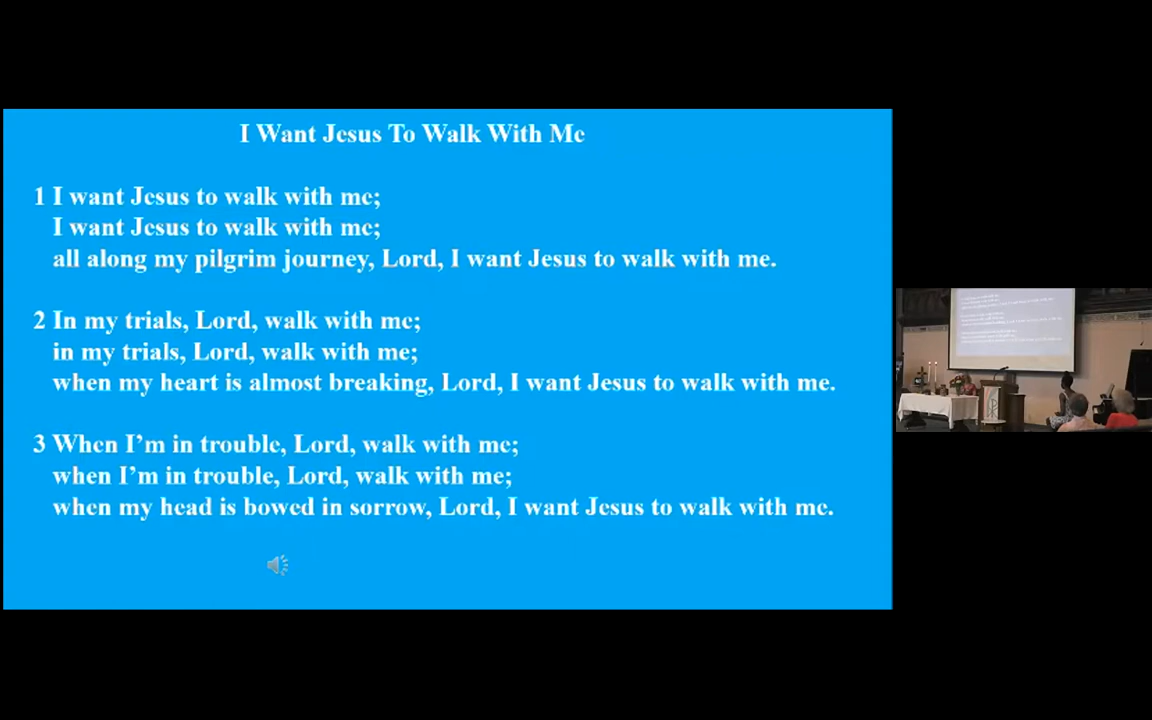 I Want Jesus To Walk With Me
1 I want Jesus to walk with me;
I want Jesus to walk with me;
all along my pilgrim journey, Lord, I want Jesus to walk with me.
2 In my trials, Lord, walk with me;
in my trials, Lord, walk with me;
when my heart is almost breaking, Lord, I want Jesus to walk with me.
3 When I’m in trouble, Lord, walk with me;
when I’m in trouble, Lord, walk with me;
when my head is bowed in sorrow, Lord, I want Jesus to walk with me.